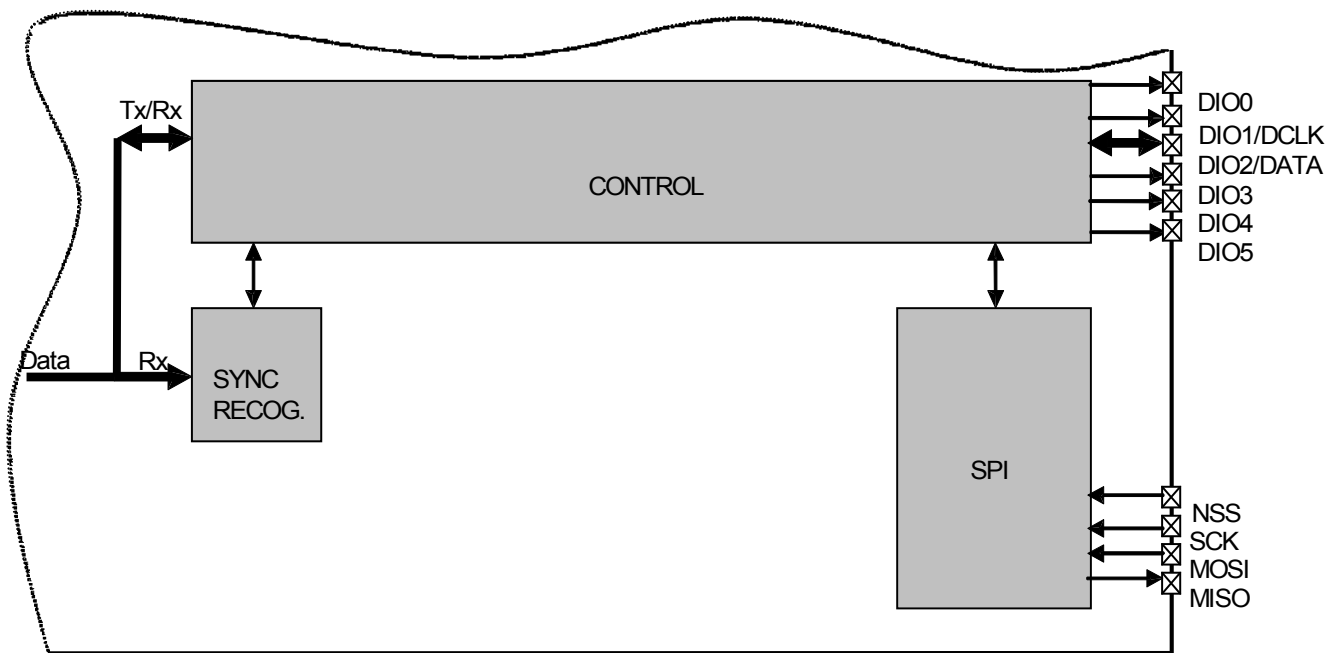 Tx/Rx
CONTROL
DIO0
DIO1/DCLK
DIO2/DATA
DIO3
DIO4
DIO5
Data
Rx
SYNC
RECOG.
SPI
NSS
SCK
MOSI
MISO